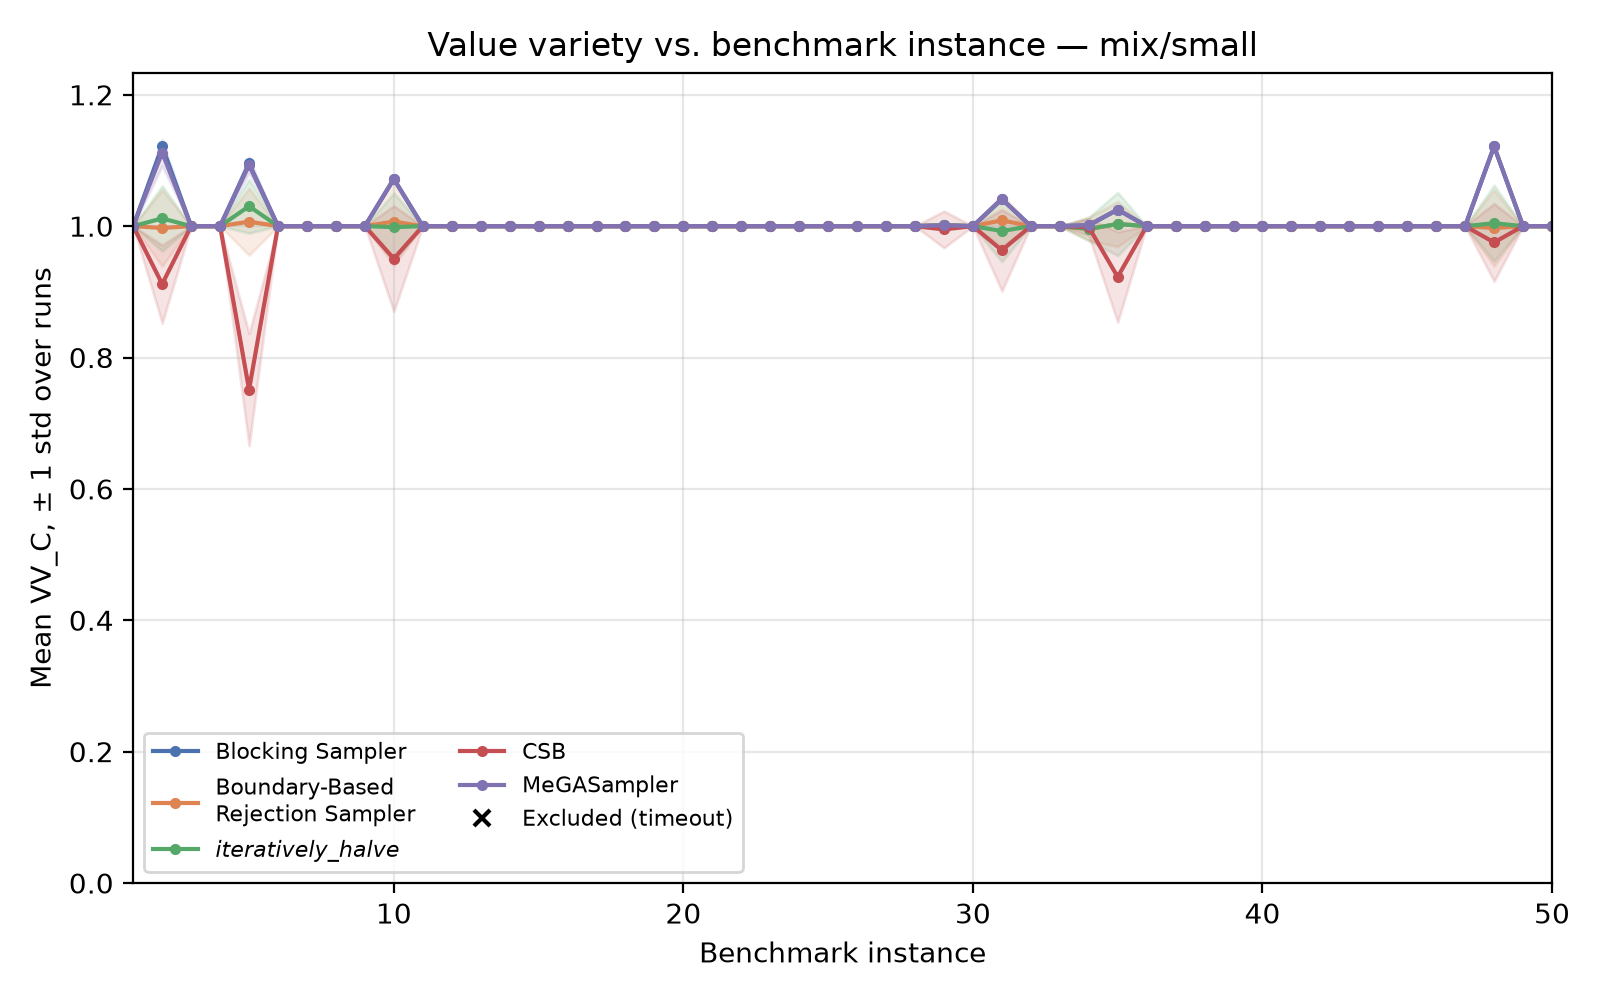 Value variety vs. benchmark instance — mix/small
Mean VV_C, ± 1 std over runs
1.2
1.0
0.8
0.6
0.4
0.2
0.0
Blocking Sampler
Boundary-Based
Rejection Sampler
iteratively_halve
CSB
MeGASampler
Excluded (timeout)
10
20
30
40
50
Benchmark instance